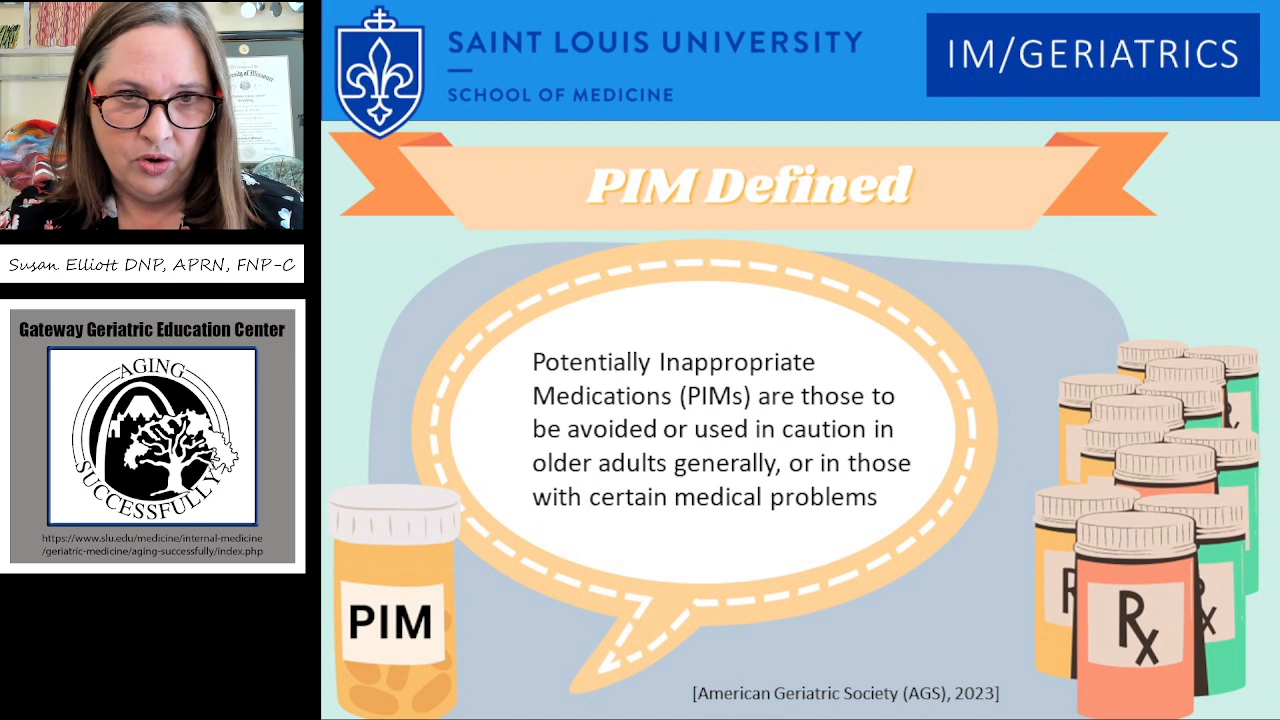 SAINT LOUIS UNIVERSITY
SCHOOL OF MEDICINE
IM/GERIATRICS
PIM Defined
Susan Elliott DNP, APRN, FNP-C
Gateway Geriatric Education Center
AGING
SUCCESSFULLY
https://www.slu.edu/medicine/internal-medicine
/geriatric-medicine/aging-successfully/index.php
Potentially Inappropriate
Medications (PIMs) are those to
be avoided or used in caution in
older adults generally, or in those
with certain medical problems
PIM
Rx
[American Geriatric Society (AGS), 2023]